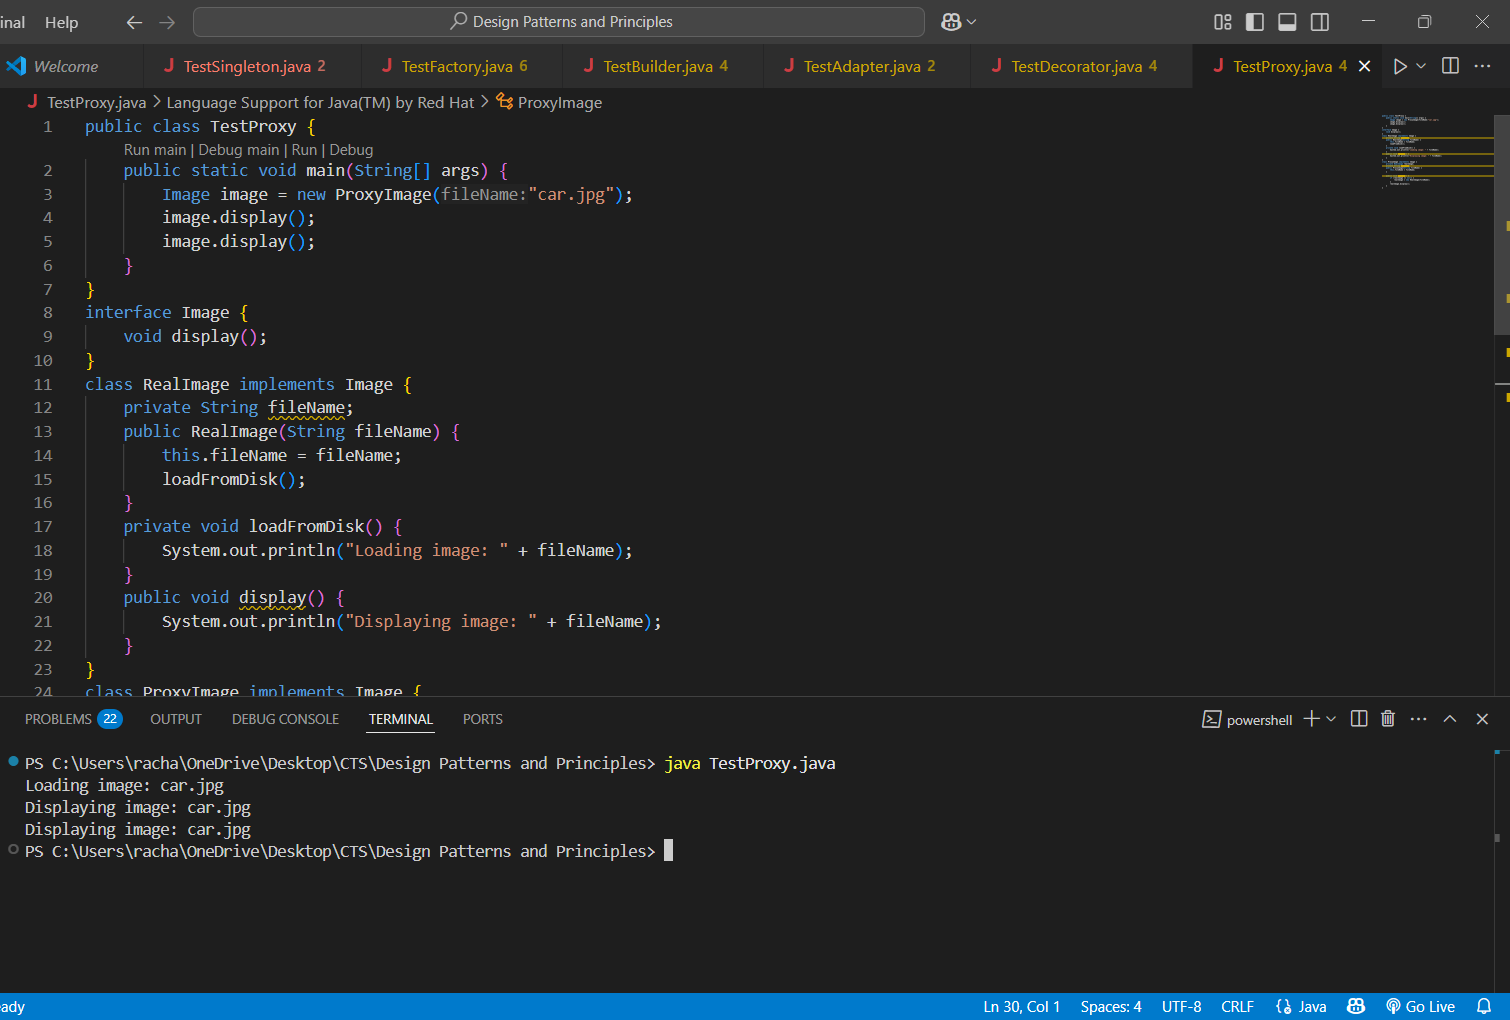 inal Help Design Patterns and Principles
Welcome J TestSingleton.java 2 J TestFactory.java 6 J TestBuilder.java 4 J TestAdapter.java 2 J TestDecorator.java 4 J TestProxy.java 4
J TestProxy.java > Language Support for Java(TM) by Red Hat > ProxyImage
1 public class TestProxy {
Run main | Debug main | Run | Debug
2 public static void main(String[] args) {
3 Image image = new ProxyImage(fileName:"car.jpg");
4 image.display();
5 image.display();
6 }
7 }
8 interface Image {
9 void display();
10 }
11 class RealImage implements Image {
12 private String fileName;
13 public RealImage(String fileName) {
14 this.fileName = fileName;
15 loadFromDisk();
16 }
17 private void loadFromDisk() {
18 System.out.println("Loading image: " + fileName);
19 }
20 public void display() {
21 System.out.println("Displaying image: " + fileName);
22 }
23 }
24 class ProxyImage implements Image {
PROBLEMS 22 OUTPUT DEBUG CONSOLE TERMINAL PORTS powershell
PS C:\Users\racha\OneDrive\Desktop\CTS\Design Patterns and Principles> java TestProxy.java
Loading image: car.jpg
Displaying image: car.jpg
Displaying image: car.jpg
PS C:\Users\racha\OneDrive\Desktop\CTS\Design Patterns and Principles>
eady Ln 30, Col 1 Spaces: 4 UTF-8 CRLF Java Go Live